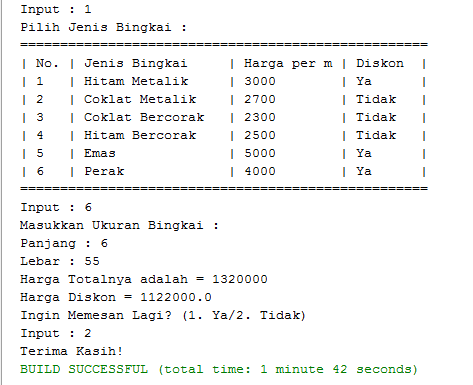 Input : 1
Pilih Jenis Bingkai :
===================================================
| No. | Jenis Bingkai | Harga per m | Diskon |
| 1 | Hitam Metalik | 3000 | Ya |
| 2 | Coklat Metalik | 2700 | Tidak |
| 3 | Coklat Bercorak | 2300 | Tidak |
| 4 | Hitam Bercorak | 2500 | Tidak |
| 5 | Emas | 5000 | Ya |
| 6 | Perak | 4000 | Ya |
===================================================
Input : 6
Masukkan Ukuran Bingkai :
Panjang : 6
Lebar : 55
Harga Totalnya adalah = 1320000
Harga Diskon = 1122000.0
Ingin Memesan Lagi? (1. Ya/2. Tidak)
Input : 2
Terima Kasih!
BUILD SUCCESSFUL (total time: 1 minute 42 seconds)